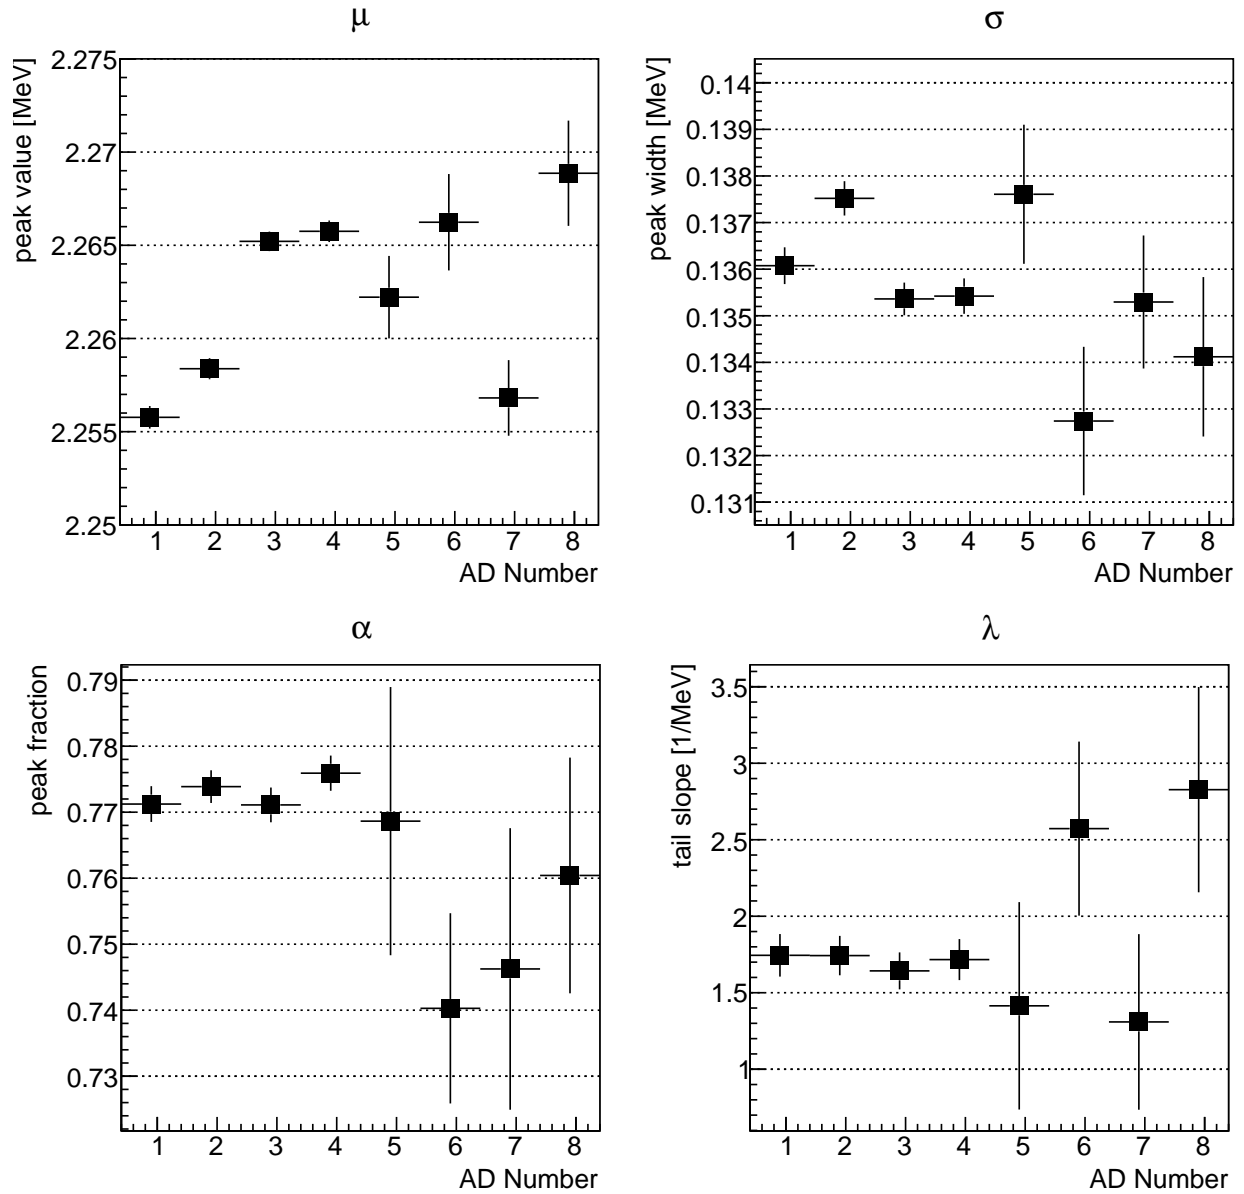 μ
peak value [MeV]
2.275
2.27
2.265
2.26
2.255
2.25
1 2 3 4 5 6 7 8
AD Number
σ
peak width [MeV]
0.14
0.139
0.138
0.137
0.136
0.135
0.134
0.133
0.132
0.131
1 2 3 4 5 6 7 8
AD Number
α
peak fraction
0.79
0.78
0.77
0.76
0.75
0.74
0.73
1 2 3 4 5 6 7 8
AD Number
λ
tail slope [1/MeV]
3.5
3
2.5
2
1.5
1
1 2 3 4 5 6 7 8
AD Number